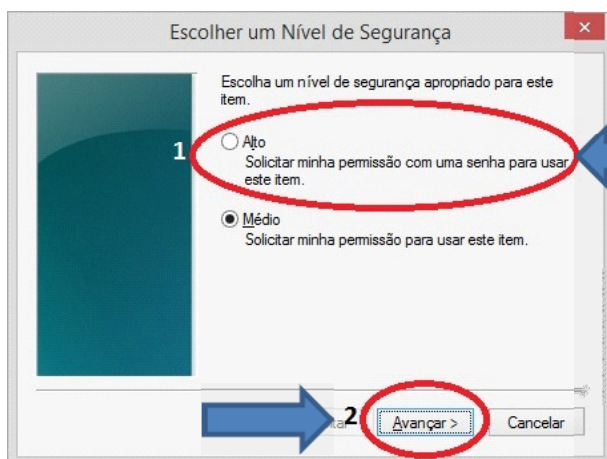 Escolher um Nível de Segurança
Escolha um nível de segurança apropriado para este
item.
1
Alto
Solicitar minha permissão com uma senha para usar
este item.
Médio
Solicitar minha permissão para usar este item.
2
Avançar >
Cancelar